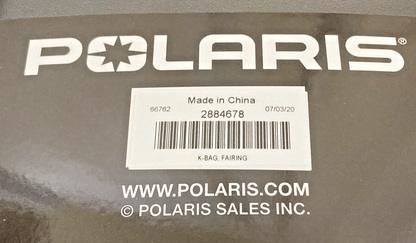 POLARIS®
Made in China
66762 2884678 07/03/20
K-BAG, FAIRING
WWW.POLARIS.COM
© POLARIS SALES INC.